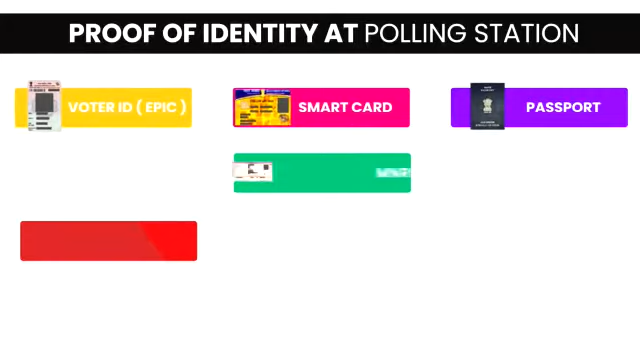 PROOF OF IDENTITY AT POLLING STATION
VOTER ID ( EPIC )
SMART CARD
PASSPORT